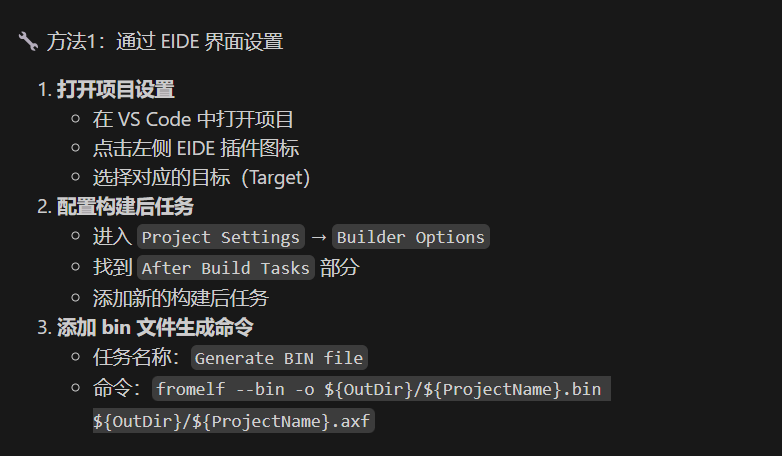 🔧 方法1：通过 EIDE 界面设置
1. 打开项目设置
○ 在 VS Code 中打开项目
○ 点击左侧 EIDE 插件图标
○ 选择对应的目标（Target）
2. 配置构建后任务
○ 进入 Project Settings → Builder Options
○ 找到 After Build Tasks 部分
○ 添加新的构建后任务
3. 添加 bin 文件生成命令
○ 任务名称：Generate BIN file
○ 命令：fromelf --bin -o ${OutDir}/${ProjectName}.bin
${OutDir}/${ProjectName}.axf